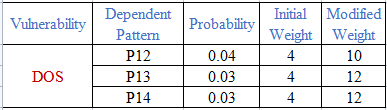 Vulnerability Dependent Pattern Probability Initial Weight Modified Weight
DOS P12 0.04 4 10
P13 0.03 4 12
P14 0.03 4 12